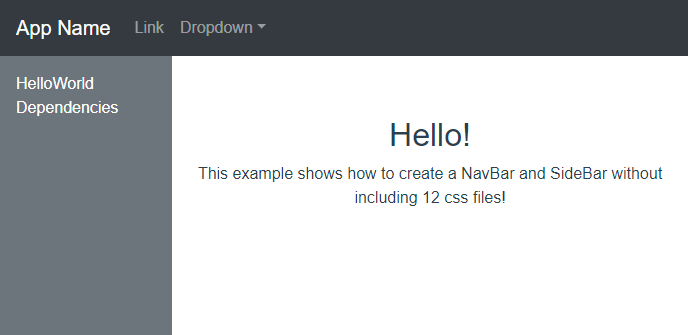 App Name Link Dropdown
HelloWorld
Dependencies
Hello!
This example shows how to create a NavBar and SideBar without
including 12 css files!